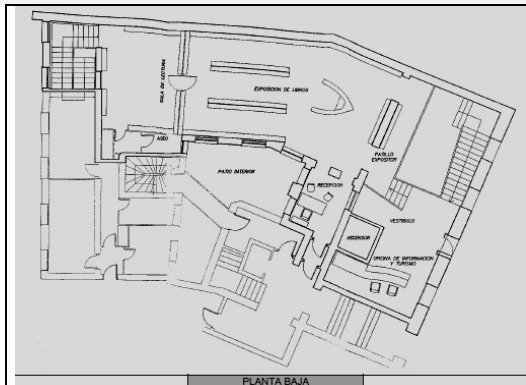 SALA DE LECTURA
EXPOSICION DE LIBROS
ASEO
PATIO INTERIOR
RECEPCION
PASILLO
EXPOSITOR
VESTIBULO
ASCENSOR
OFICINA DE INFORMACION
Y TURISMO
PLANTA BAJA